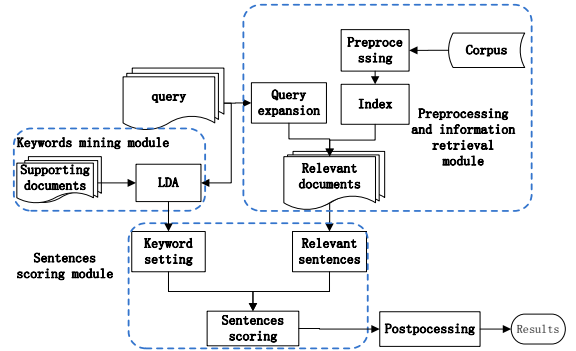 Preproce
ssing
Corpus
query
Query
expansion
Index
Preprocessing
and information
retrieval
module
Keywords mining module
Supporting
documents
LDA
Relevant
documents
Sentences
scoring module
Keyword
setting
Relevant
sentences
Sentences
scoring
Postpocessing
Results